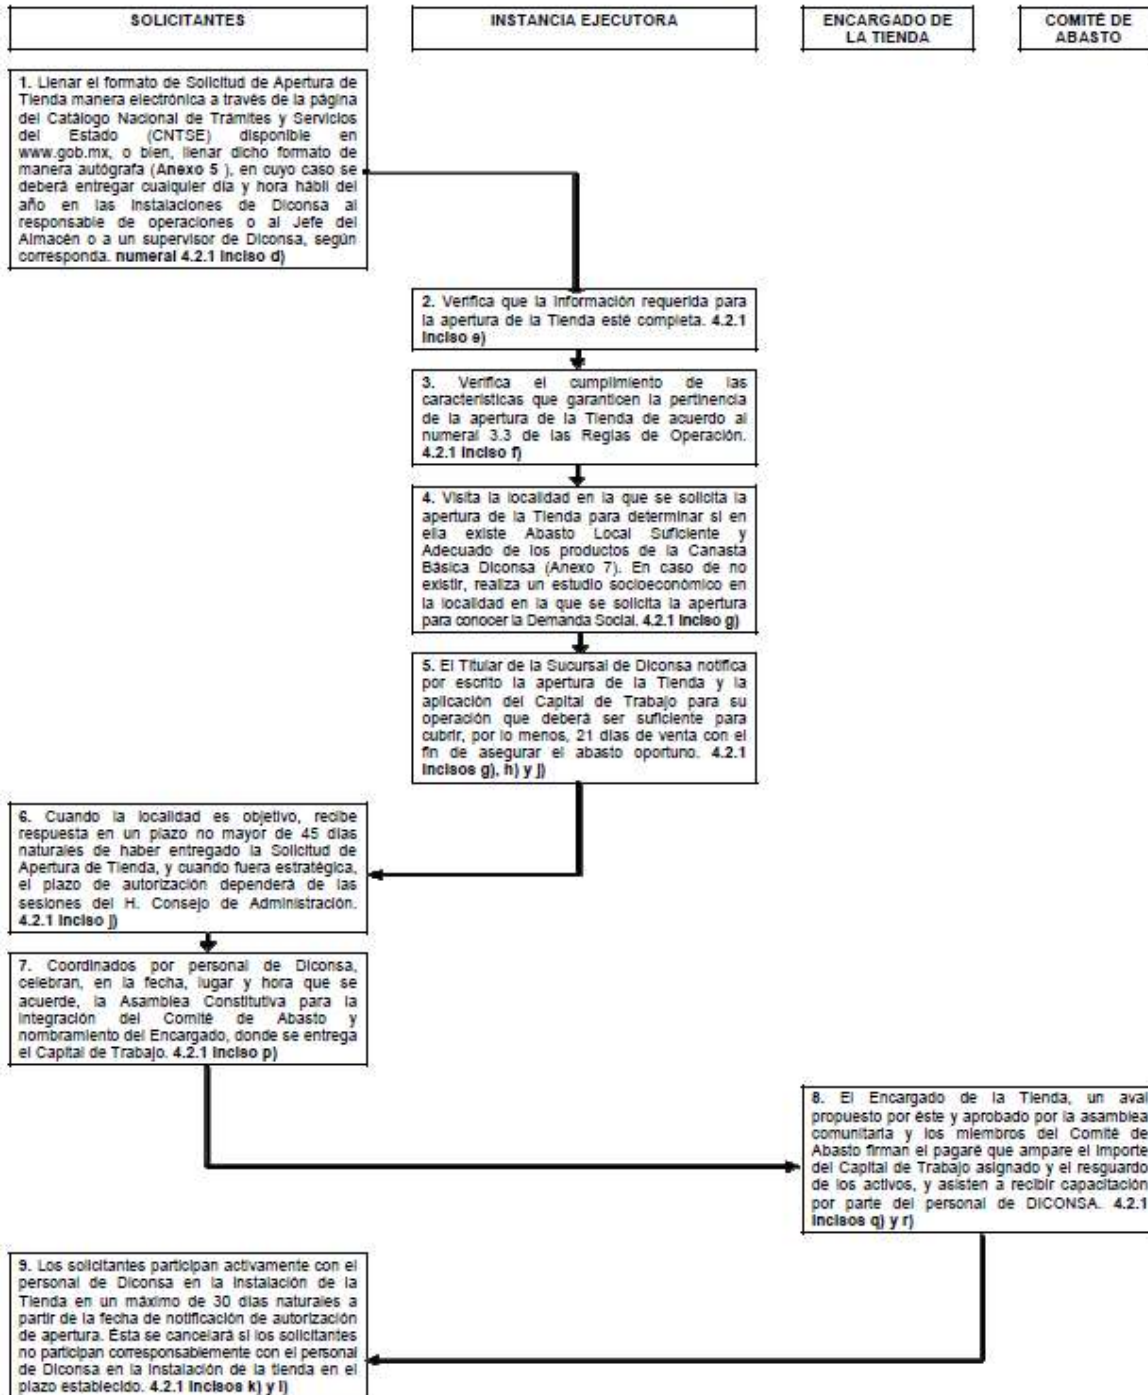 SOLICITANTES
INSTANCIA EJECUTORA
ENCARGADO DE
LA TIENDA
COMITÉ DE
ABASTO
1. Llenar el formato de Solicitud de Apertura de
Tienda manera electrónica a través de la página
del Catálogo Nacional de Trámites y Servicios
del Estado (CNTSE) disponible en
www.gob.mx, o bien, llenar dicho formato de
manera autógrafa (Anexo 5 ), en cuyo caso se
deberá entregar cualquier día y hora hábil del
año en las instalaciones de Diconsa al
responsable de operaciones o al Jefe del
Almacén o a un supervisor de Diconsa, según
corresponda. numeral 4.2.1 inciso d)
2. Verifica que la información requerida para
la apertura de la Tienda esté completa. 4.2.1
inciso e)
3. Verifica el cumplimiento de las
características que garanticen la pertinencia
de la apertura de la Tienda de acuerdo al
numeral 3.3 de las Reglas de Operación.
4.2.1 inciso f)
4. Visita la localidad en la que se solicita la
apertura de la Tienda para determinar si en
ella existe Abasto Local Suficiente y
Adecuado de los productos de la Canasta
Básica Diconsa (Anexo 7). En caso de no
existir, realiza un estudio socioeconómico en
la localidad en la que se solicita la apertura
para conocer la Demanda Social. 4.2.1 inciso g)
5. El Titular de la Sucursal de Diconsa notifica
por escrito la apertura de la Tienda y la
aplicación del Capital de Trabajo para su
operación que deberá ser suficiente para
cubrir, por lo menos, 21 días de venta con el
fin de asegurar el abasto oportuno. 4.2.1
incisos g), h) y j)
6. Cuando la localidad es objetivo, recibe
respuesta en un plazo no mayor de 45 días
naturales de haber entregado la Solicitud de
Apertura de Tienda, y cuando fuera estratégica,
el plazo de autorización dependerá de las
sesiones del H. Consejo de Administración.
4.2.1 inciso j)
7. Coordinados por personal de Diconsa,
celebran, en la fecha, lugar y hora que se
acuerde, la Asamblea Constitutiva para la
integración del Comité de Abasto y
nombramiento del Encargado, donde se entrega
el Capital de Trabajo. 4.2.1 inciso p)
8. El Encargado de la Tienda, un aval
propuesto por éste y aprobado por la asamblea
comunitaria y los miembros del Comité de
Abasto firman el pagaré que ampare el importe
del Capital de Trabajo asignado y el resguardo
de los activos, y asisten a recibir capacitación
por parte del personal de DICONSA. 4.2.1
incisos q) y r)
9. Los solicitantes participan activamente con el
personal de Diconsa en la instalación de la
Tienda en un máximo de 30 días naturales a
partir de la fecha de notificación de autorización
de apertura. Ésta se cancelará si los solicitantes
no participan corresponsablemente con el personal
de Diconsa en la instalación de la tienda en el
plazo establecido. 4.2.1 incisos k) y l)